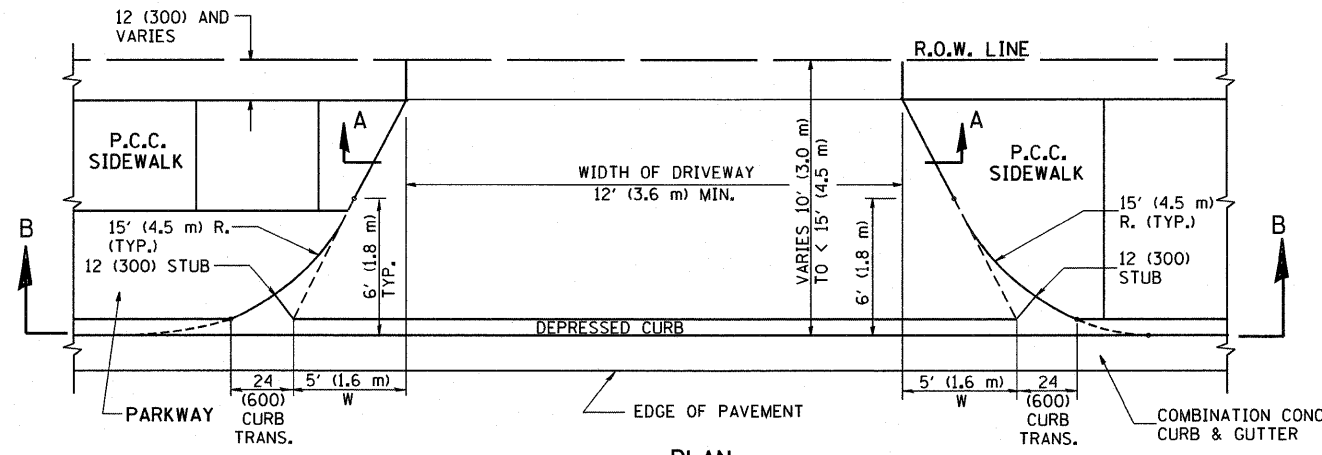 12 (300) AND
VARIES
R.O.W. LINE
A
A
P.C.C.
SIDEWALK
P.C.C.
SIDEWALK
WIDTH OF DRIVEWAY
12' (3.6 m) MIN.
VARIES 10' (3.0 m)
TO < 15' (4.5 m)
15' (4.5 m) R.
(TYP.)
15' (4.5 m)
R. (TYP.)
B
B
12 (300) STUB
12 (300)
STUB
6' (1.8 m)
TYP.
6' (1.8 m)
DEPRESSED CURB
24
(600)
CURB
TRANS.
5' (1.6 m)
W
5' (1.6 m)
W
24
(600)
CURB
TRANS.
PARKWAY
EDGE OF PAVEMENT
COMBINATION CONC
CURB & GUTTER
PLAN